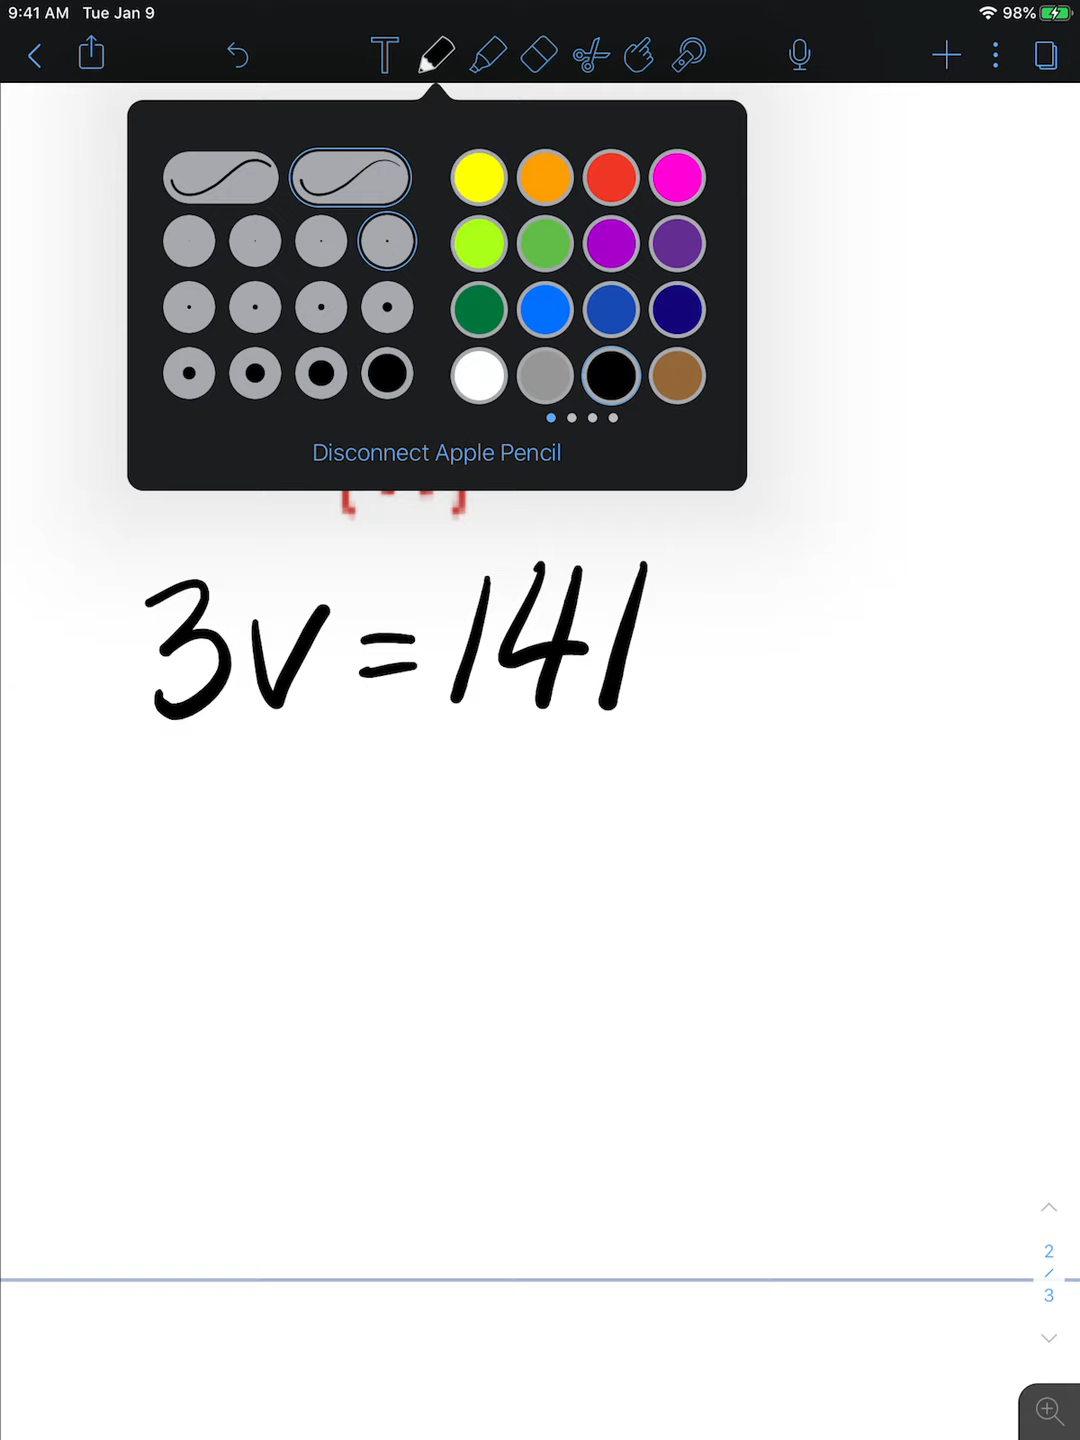 9:41 AM Tue Jan 9 98%
T
Disconnect Apple Pencil
3v = 141
2
/
3